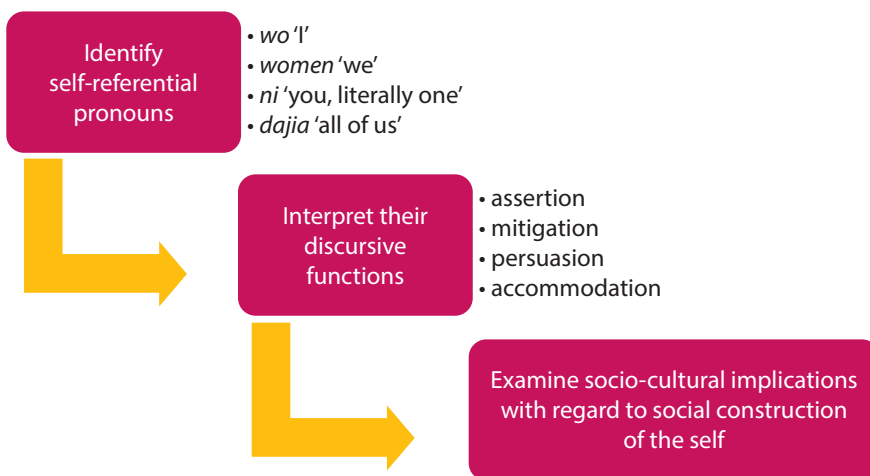 Identify
self-referential
pronouns
• wo ‘I’
• women ‘we’
• ni ‘you, literally one’
• dajia ‘all of us’
Interpret their
discursive
functions
• assertion
• mitigation
• persuasion
• accommodation
Examine socio-cultural implications
with regard to social construction
of the self